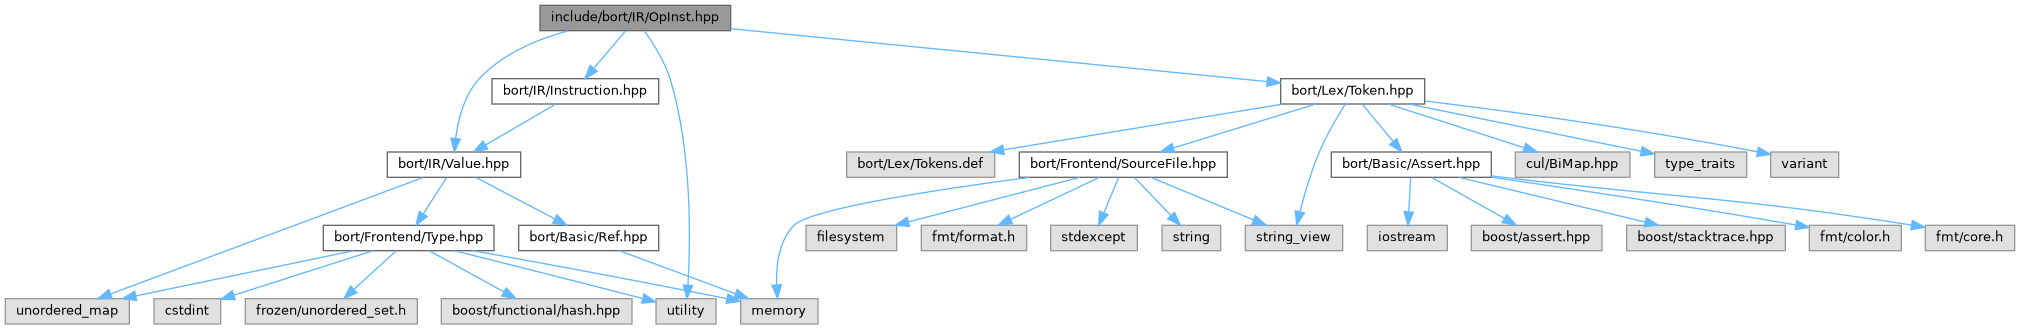 include/bort/IR/OpInst.hpp
bort/IR/Instruction.hpp
bort/Lex/Token.hpp
bort/IR/Value.hpp
bort/Lex/Tokens.def
bort/Frontend/SourceFile.hpp
bort/Basic/Assert.hpp
cul/BiMap.hpp
type_traits
variant
bort/Frontend/Type.hpp
bort/Basic/Ref.hpp
filesystem
fmt/format.h
stdexcept
string
string_view
iostream
boost/assert.hpp
boost/stacktrace.hpp
fmt/color.h
fmt/core.h
unordered_map
cstdint
frozen/unordered_set.h
boost/functional/hash.hpp
utility
memory